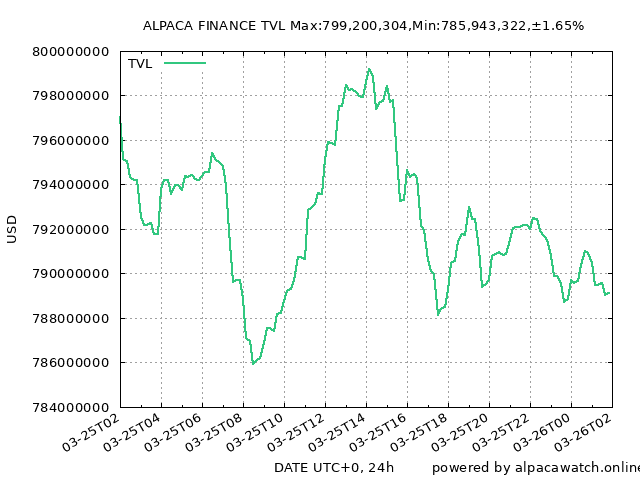 ALPACA FINANCE TVL Max:799,200,304,Min:785,943,322,±1.65%
TVL
800000000
798000000
796000000
794000000
792000000
790000000
788000000
786000000
784000000
USD
03-25T02
03-25T04
03-25T06
03-25T08
03-25T10
03-25T12
03-25T14
03-25T16
03-25T18
03-25T20
03-25T22
03-26T00
03-26T02
DATE UTC+0, 24h
powered by alpacawatch.online